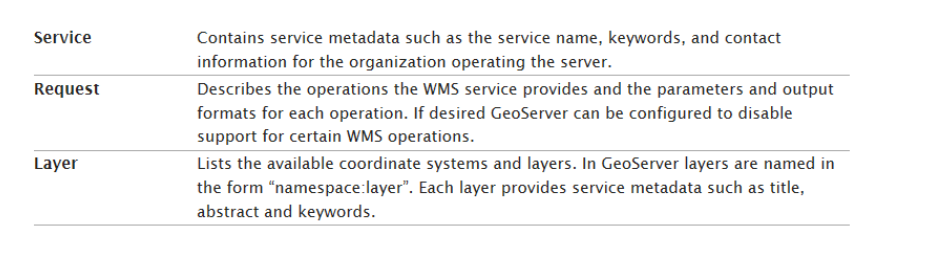 Service Contains service metadata such as the service name, keywords, and contact
information for the organization operating the server.
Request Describes the operations the WMS service provides and the parameters and output
formats for each operation. If desired GeoServer can be configured to disable
support for certain WMS operations.
Layer Lists the available coordinate systems and layers. In GeoServer layers are named in
the form “namespace:layer”. Each layer provides service metadata such as title,
abstract and keywords.